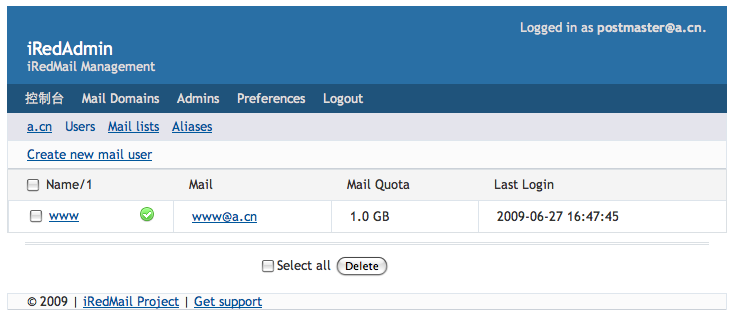 Logged in as postmaster@a.cn.
iRedAdmin
iRedMail Management
控制台 Mail Domains Admins Preferences Logout
a.cn Users Mail lists Aliases
Create new mail user
Name/1 Mail Mail Quota Last Login
www www@a.cn 1.0 GB 2009-06-27 16:47:45
Select all Delete
© 2009 | iRedMail Project | Get support